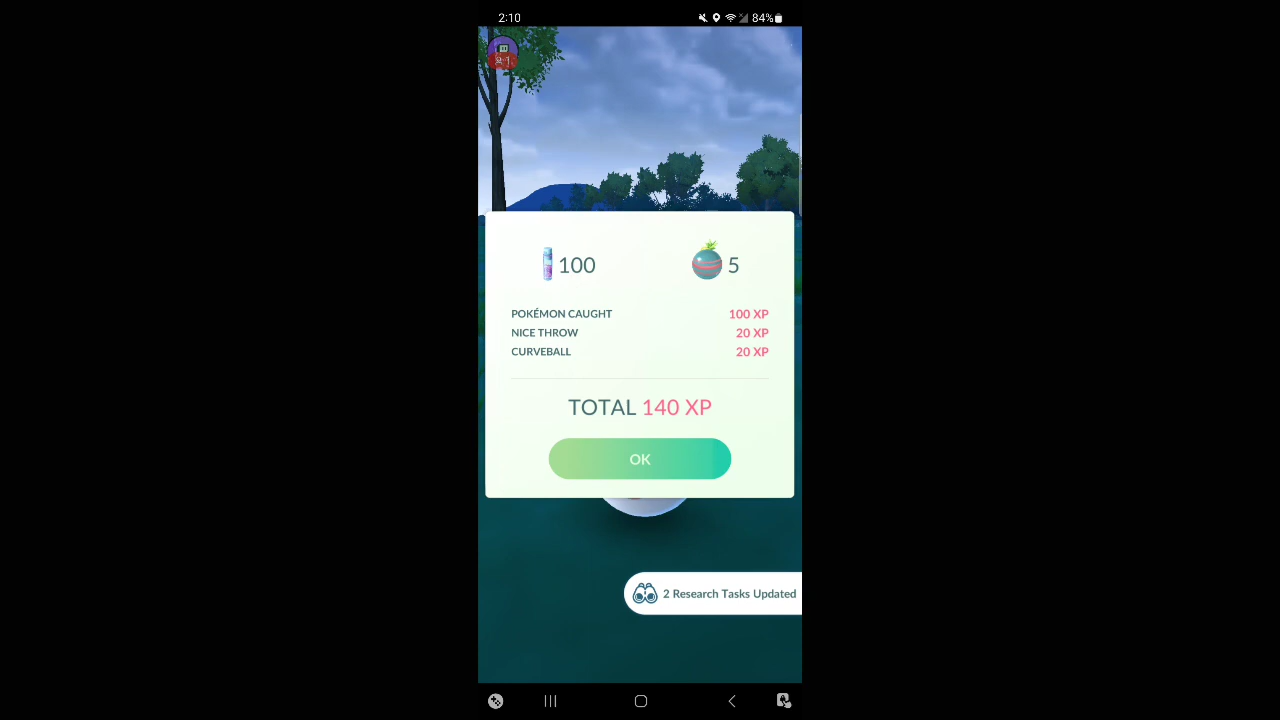 2:10
84%
100
5
POKÉMON CAUGHT 100 XP
NICE THROW 20 XP
CURVEBALL 20 XP
TOTAL 140 XP
OK
2 Research Tasks Updated